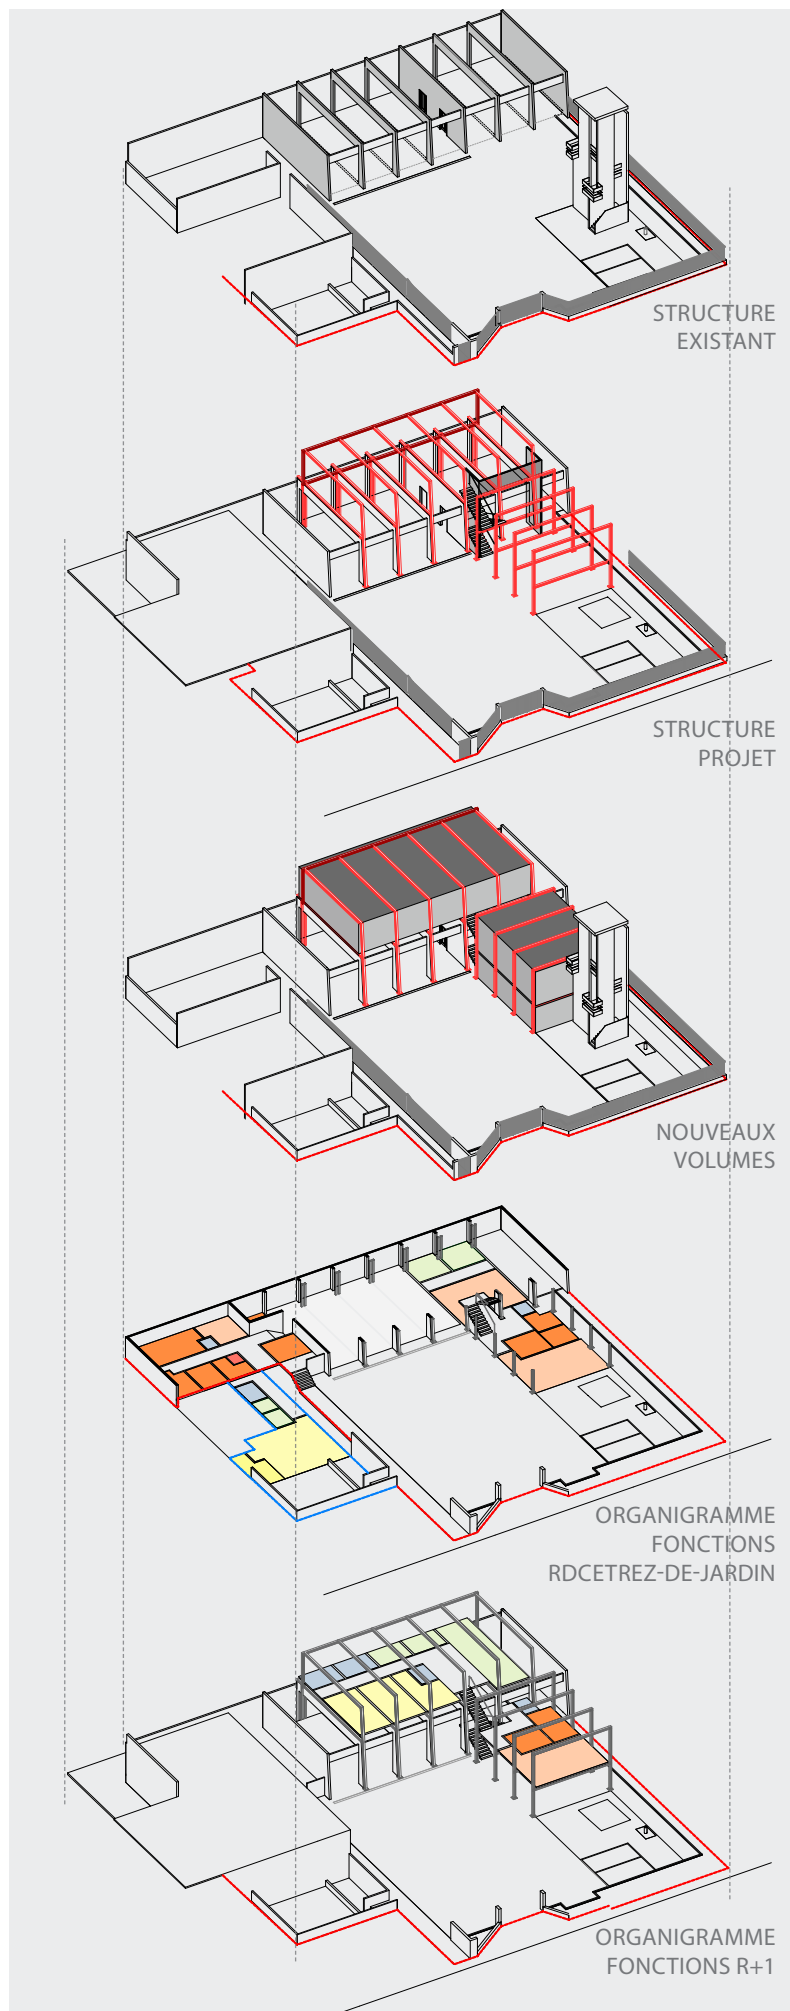 STRUCTURE
EXISTANT
STRUCTURE
PROJET
NOUVEAUX
VOLUMES
ORGANIGRAMME
FONCTIONS
RDCETREZ-DE-JARDIN
ORGANIGRAMME
FONCTIONS R+1